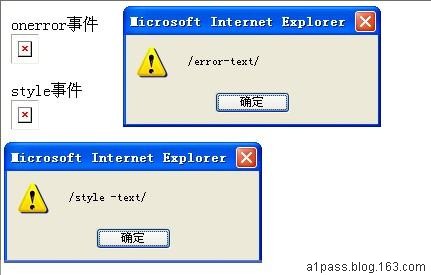 onerror事件
Microsoft Internet Explorer
/error-text/
确定
style事件
Microsoft Internet Explorer
/style -text/
确定
a1pass.blog.163.com